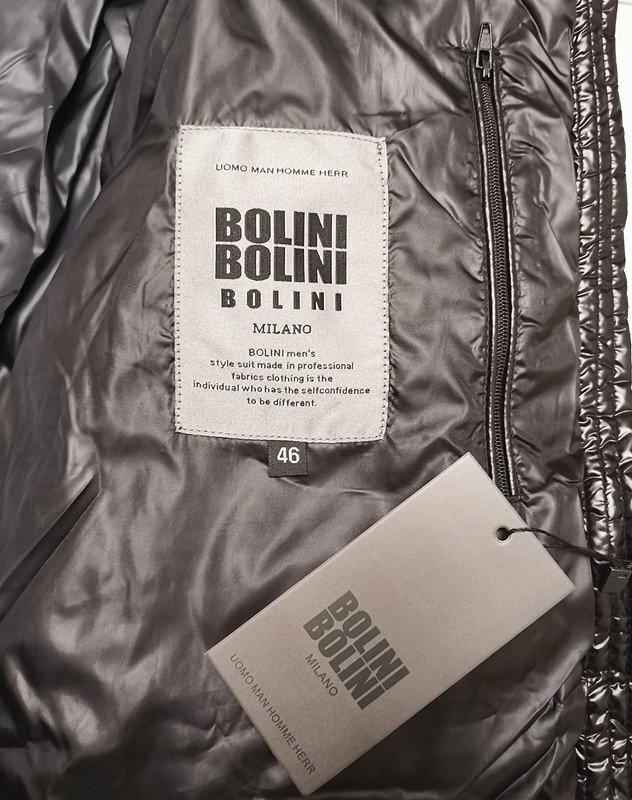 UOMO MAN HOMME HERR
BOLINI
BOLINI
BOLINI
MILANO
BOLINI men's
style suit made in professional
fabrics clothing is the
individual who has the selfconfidence
to be different.
46
BOLINI
BOLINI
MILANO
UOMO MAN HOMME HERR